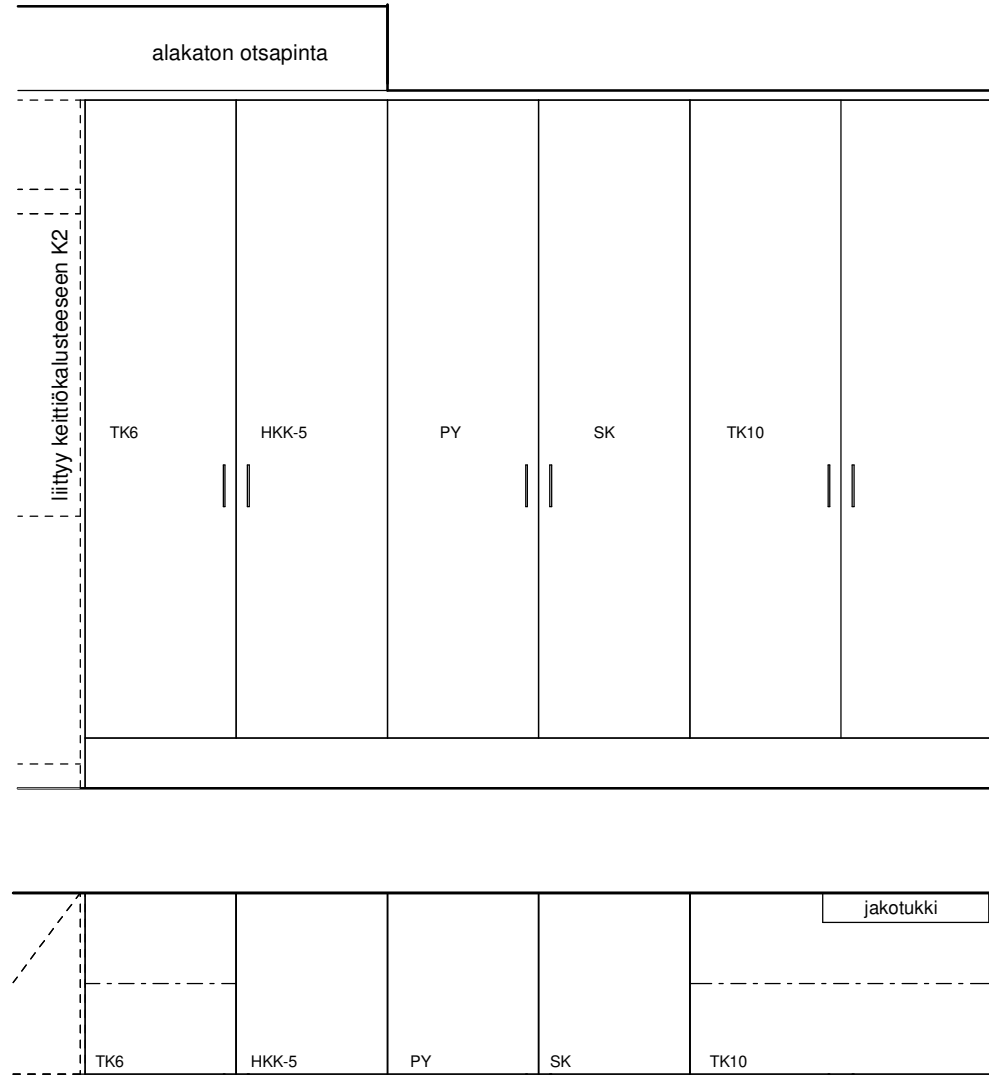 alakaton otsapinta
liittyy keittiökalusteeseen K2
TK6
HKK-5
PY
SK
TK10
jakotukki
TK6
HKK-5
PY
SK
TK10